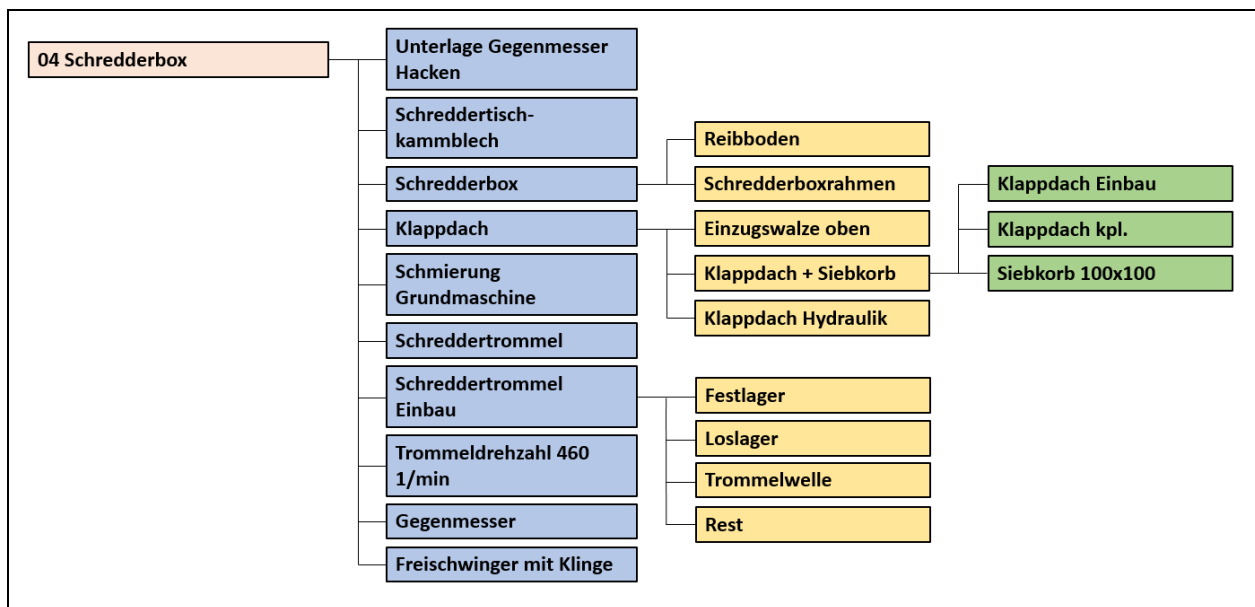 04 Schredderbox
Unterlage Gegenmesser
Hacken
Schreddertisch-
kammblech
Schredderbox
Klappdach
Schmierung
Grundmaschine
Schreddertrommel
Schreddertrommel
Einbau
Trommeldrehzahl 460
1/min
Gegenmesser
Freischwinger mit Klinge
Reibboden
Schredderboxrahmen
Einzugswalze oben
Klappdach + Siebkorb
Klappdach Hydraulik
Festlager
Loslager
Trommelwelle
Rest
Klappdach Einbau
Klappdach kpl.
Siebkorb 100x100